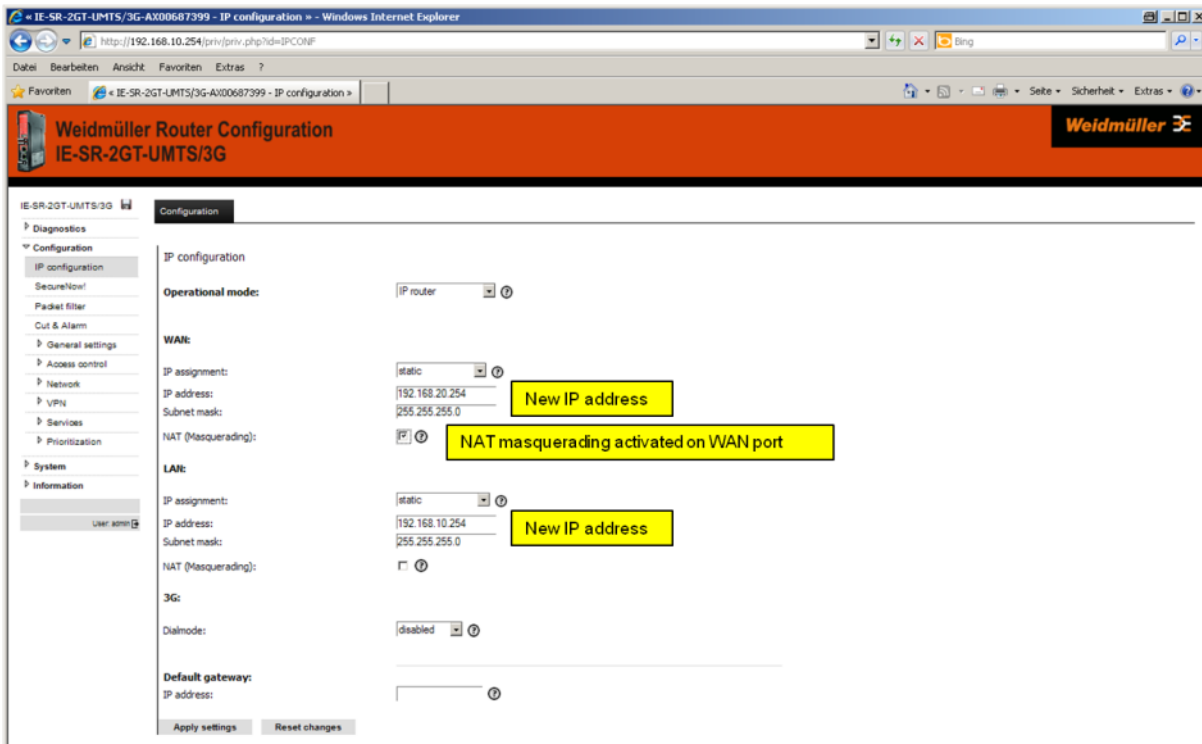 « IE-SR-2GT-UMTS/3G-AX00687399 - IP configuration » - Windows Internet Explorer
http://192.168.10.254/priv/priv.php?id=IPCONF
Bing
Datei Bearbeiten Ansicht Favoriten Extras ?
Favoriten « IE-SR-2GT-UMTS/3G-AX00687399 - IP configuration » Seite Sicherheit Extras
Weidmüller Router Configuration
IE-SR-2GT-UMTS/3G
Weidmüller
IE-SR-2GT-UMTS/3G
Diagnostics
Configuration
IP configuration
SecureNow!
Packet filter
Cut & Alarm
General settings
Access control
Network
VPN
Services
Prioritization
System
Information
User: admin
Configuration
IP configuration
Operational mode: IP router
WAN:
IP assignment: static
IP address: 192.168.20.254
Subnet mask: 255.255.255.0
New IP address
NAT (Masquerading):
NAT masquerading activated on WAN port
LAN:
IP assignment: static
IP address: 192.168.10.254
Subnet mask: 255.255.255.0
New IP address
NAT (Masquerading):
3G:
Dialmode: disabled
Default gateway:
IP address:
Apply settings Reset changes